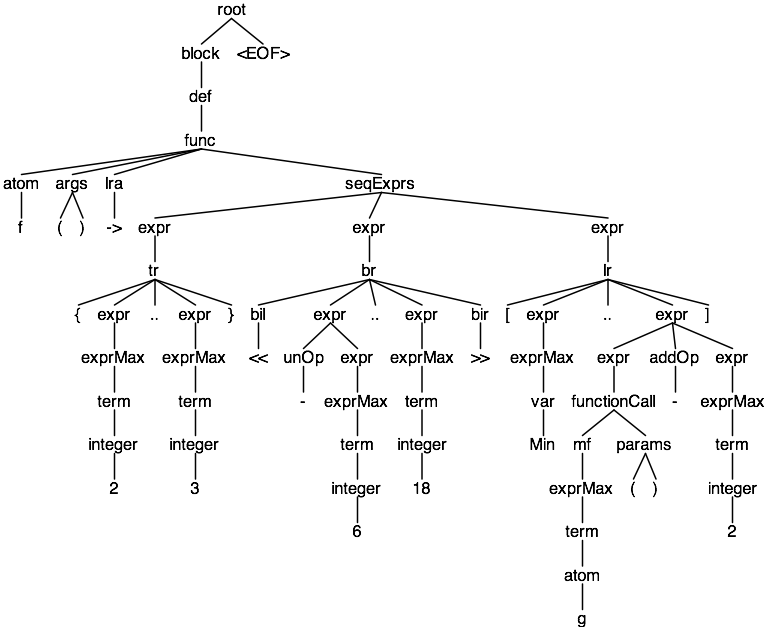 root
block <EOF>
def
func
atom args lra seqExprs
f ( ) -> expr expr expr
tr br lr
{ expr .. expr } bil expr .. expr bir [ expr .. expr ]
exprMax exprMax << unOp expr exprMax >> exprMax expr addOp expr
term term - exprMax term var functionCall - exprMax
integer integer term integer Min mf params term
2 3 integer 18 exprMax ( ) integer
6 term 2
atom
g